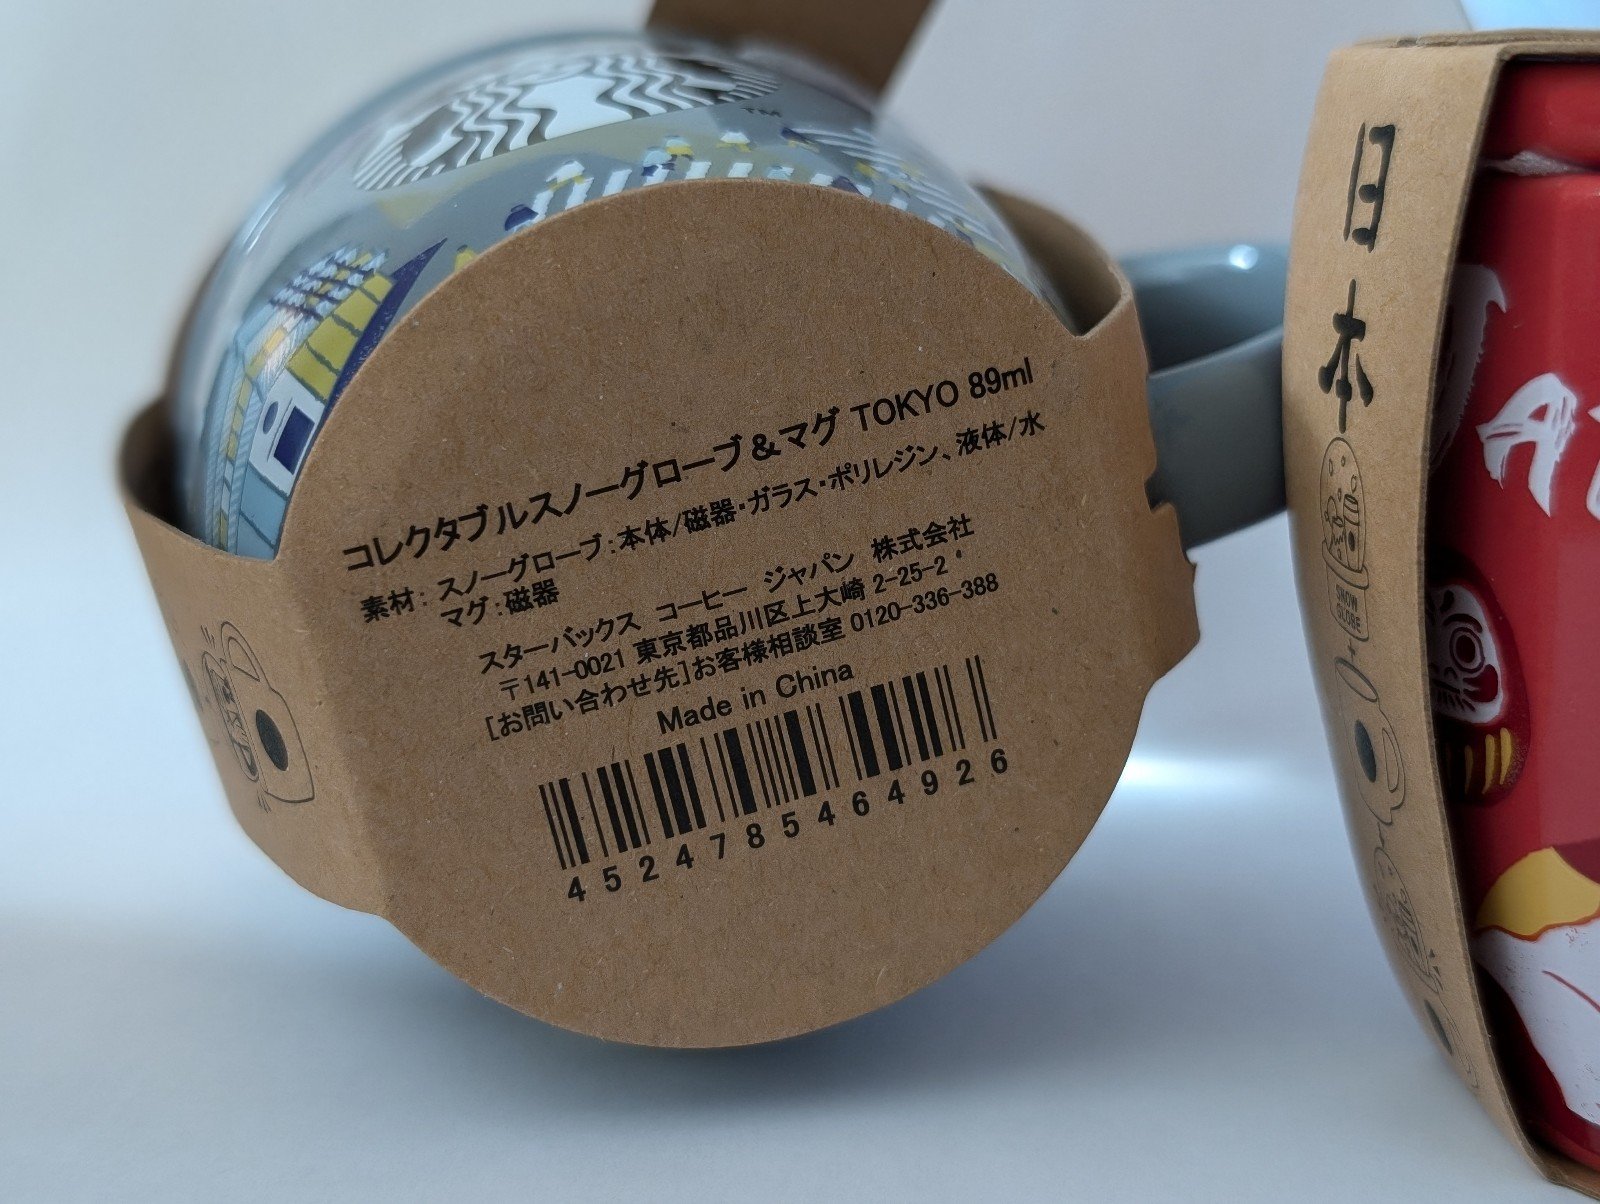 TM
コレクタブルスノーグローブ&マグ TOKYO 89ml
素材: スノーグローブ:本体/磁器・ガラス・ポリレジン、液体/水
マグ:磁器
スターバックス コーヒー ジャパン 株式会社
〒141-0021 東京都品川区上大崎 2-25-2
[お問い合わせ先]お客様相談室 0120-336-388
Made in China
4524785464926
日本
SNOW
GLOBE